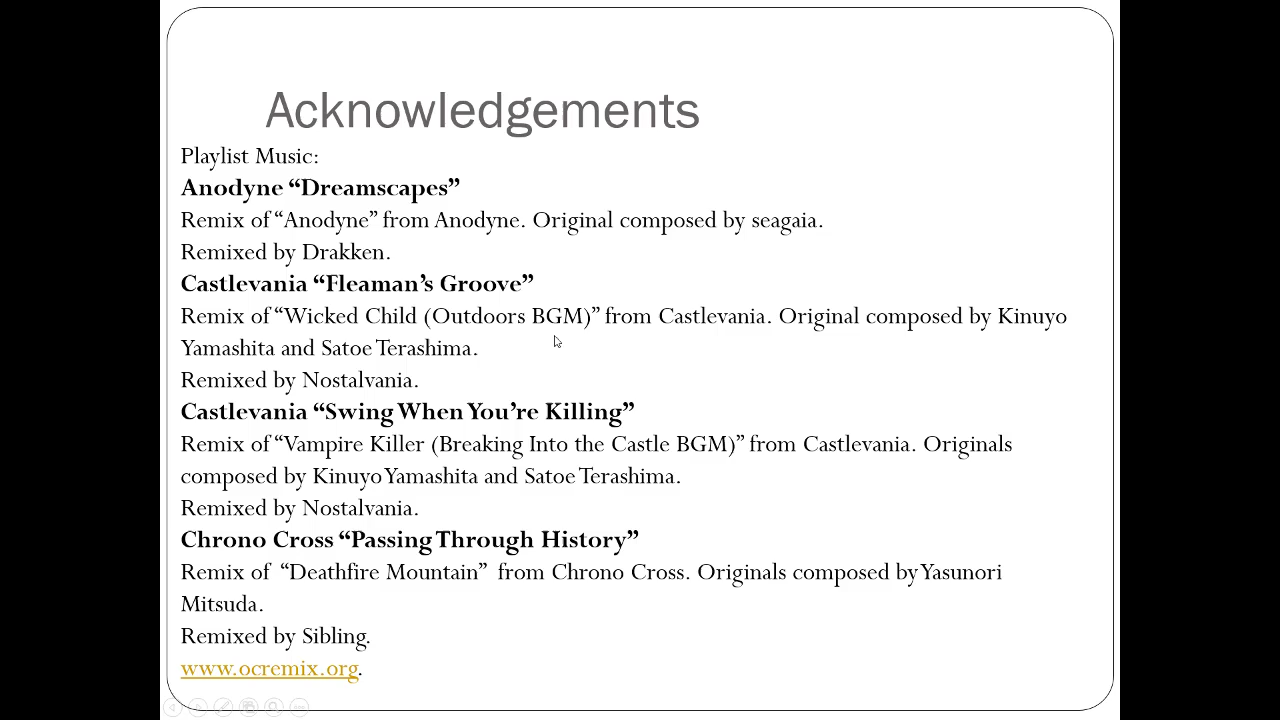 Acknowledgements
Playlist Music:
Anodyne “Dreamscapes”
Remix of “Anodyne” from Anodyne. Original composed by seagaia.
Remixed by Drakken.
Castlevania “Fleaman’s Groove”
Remix of “Wicked Child (Outdoors BGM)” from Castlevania. Original composed by Kinuyo
Yamashita and Satoe Terashima.
Remixed by Nostalvania.
Castlevania “Swing When You’re Killing”
Remix of “Vampire Killer (Breaking Into the Castle BGM)” from Castlevania. Originals
composed by Kinuyo Yamashita and Satoe Terashima.
Remixed by Nostalvania.
Chrono Cross “Passing Through History”
Remix of “Deathfire Mountain” from Chrono Cross. Originals composed by Yasunori
Mitsuda.
Remixed by Sibling.
www.ocremix.org.